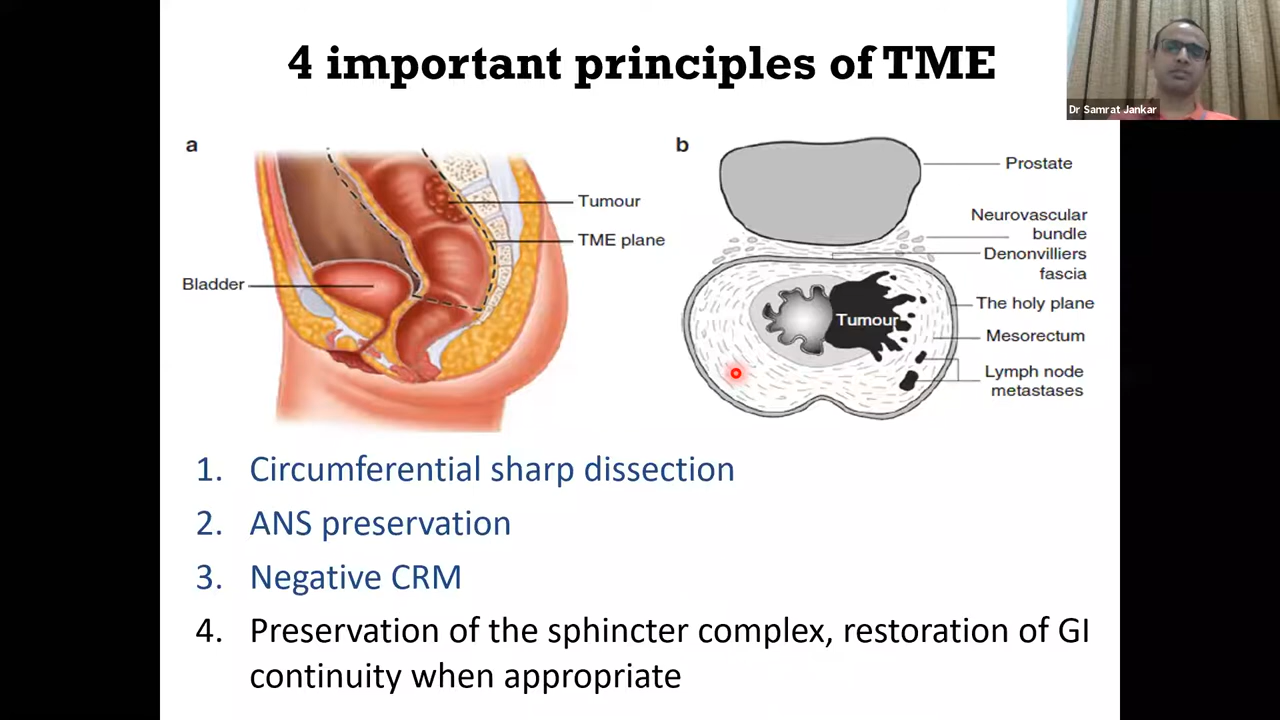 4 important principles of TME
Dr Samrat Jankar
a
Tumour
TME plane
Bladder
b
Prostate
Neurovascular
bundle
Denonvilliers
fascia
The holy plane
Tumour
Mesorectum
Lymph node
metastases
1. Circumferential sharp dissection
2. ANS preservation
3. Negative CRM
4. Preservation of the sphincter complex, restoration of GI
continuity when appropriate